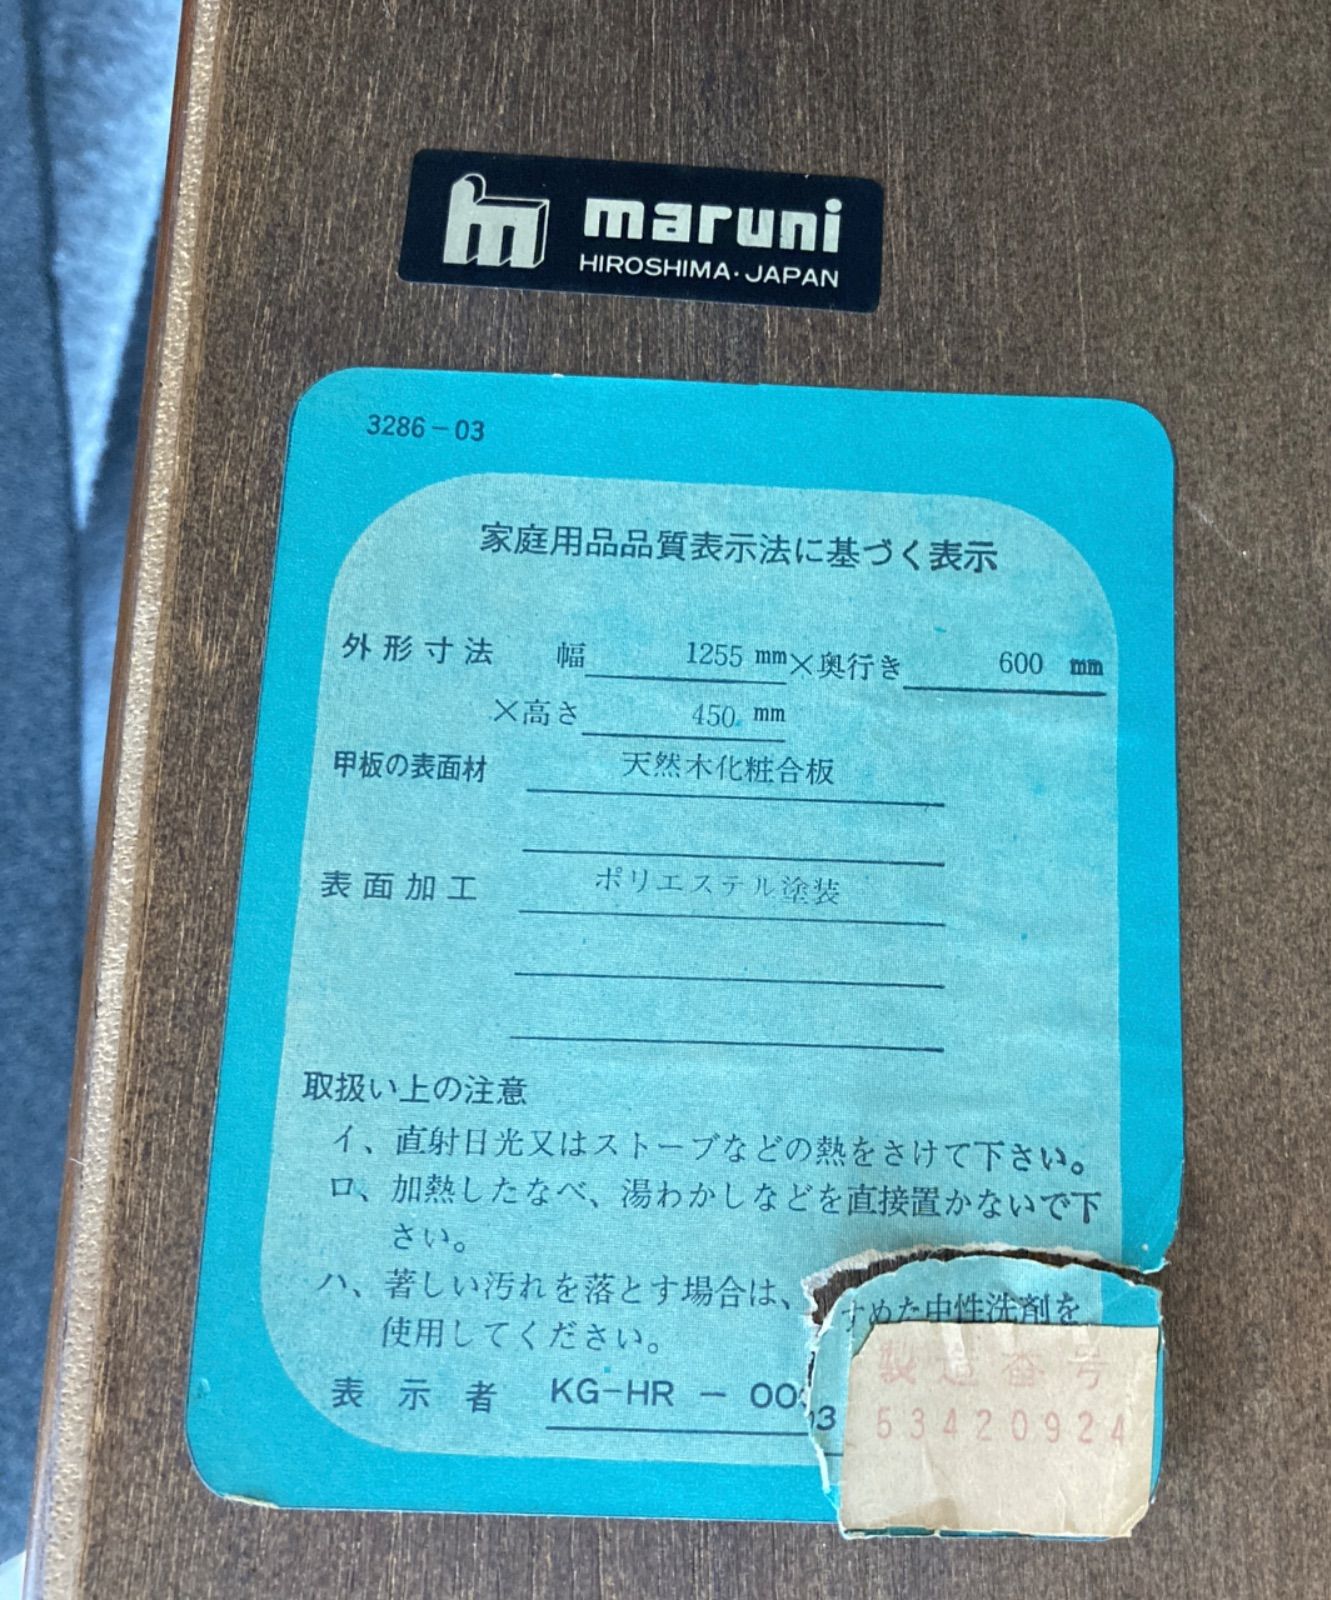 maruni
HIROSHIMA・JAPAN
3286-03
家庭用品品質表示法に基づく表示
外形寸法 幅 1255 mm×奥行き 600 mm
×高さ 450 mm
甲板の表面材 天然木化粧合板
表面加工 ポリエステル塗装
取扱い上の注意
イ、直射日光又はストーブなどの熱をさけて下さい。
ロ、加熱したなべ、湯わかしなどを直接置かないで下
さい。
ハ、著しい汚れを落とす場合は、すめた中性洗剤を
使用してください。
表示者 KG-HR-00 03
製造番号
53420924